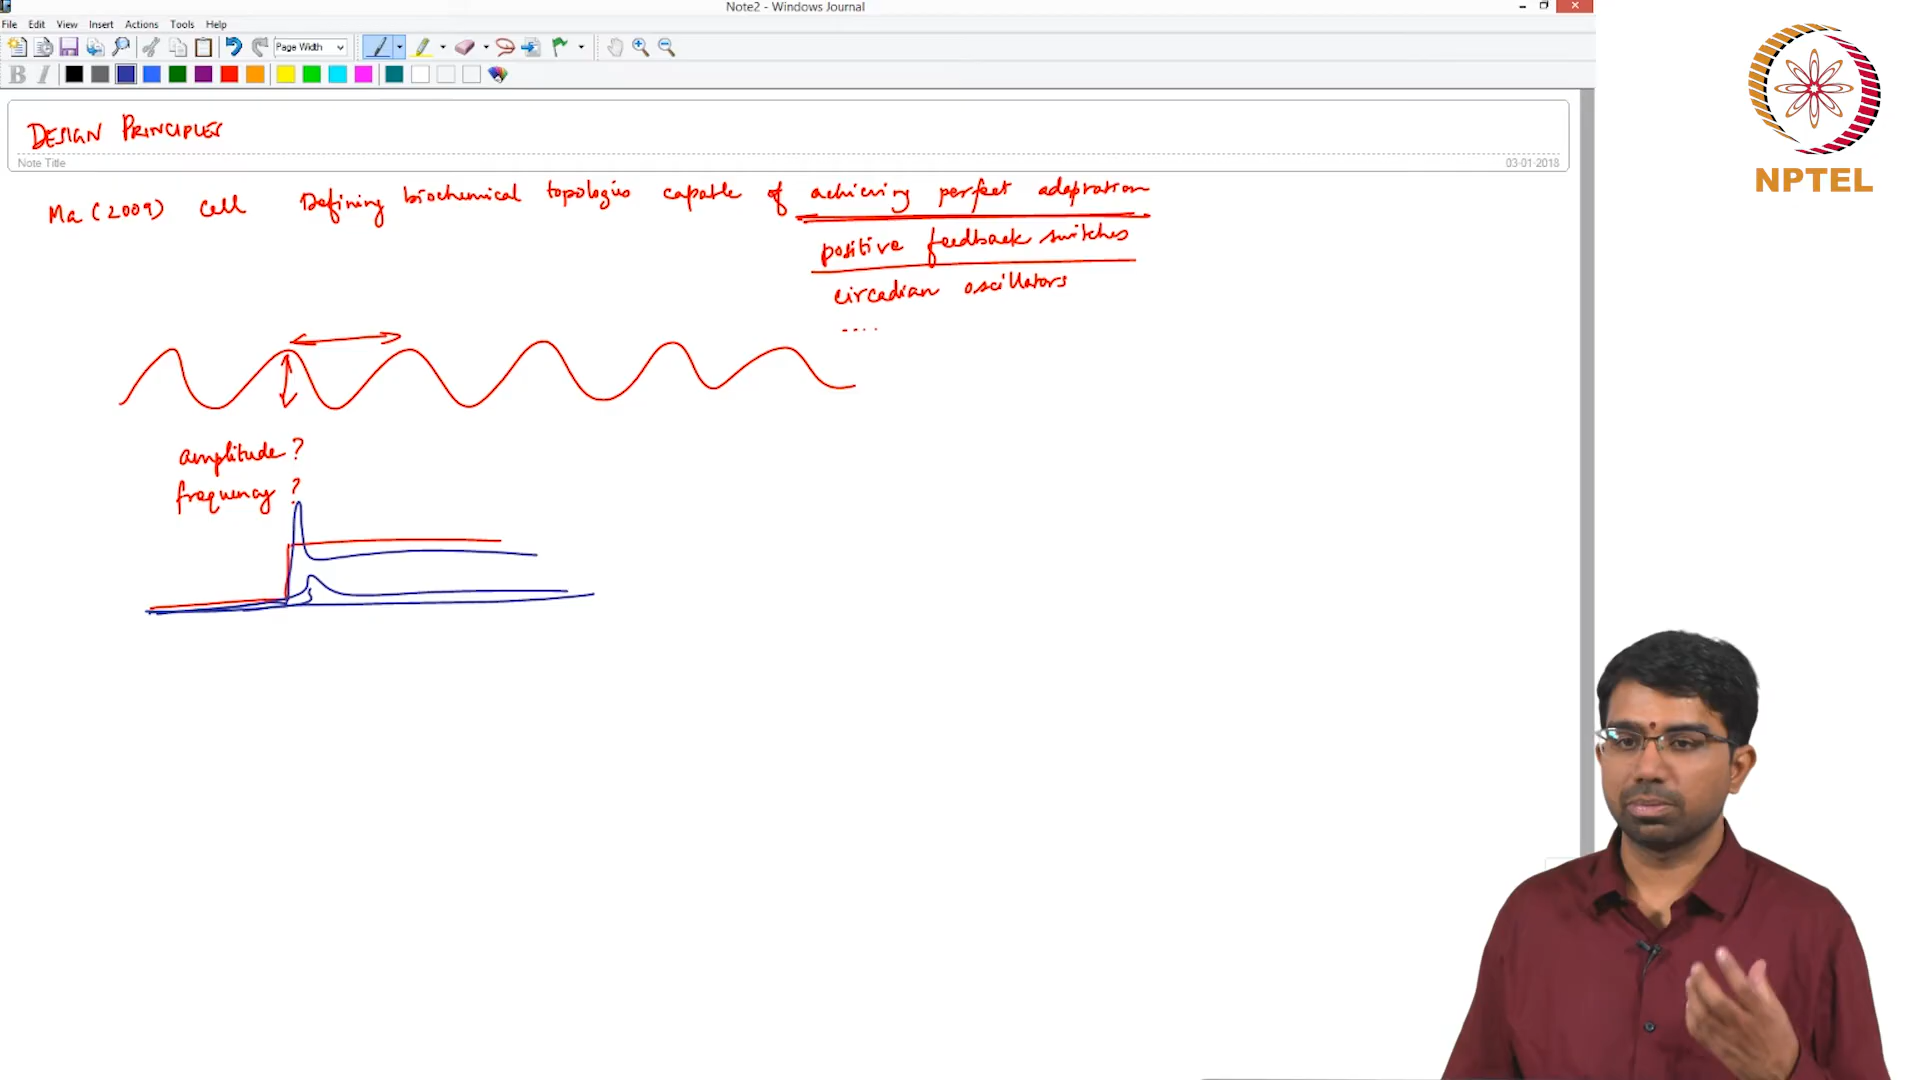 Note2 - Windows Journal
File Edit View Insert Actions Tools Help
Page Width
B I
DESIGN PRINCIPLES
Note Title
03-01-2018
Ma (2009) Cell Defining biochemical topologies capable of achieving perfect adaptation
positive feedback switches
circadian oscillators
.....
amplitude?
frequency?
NPTEL